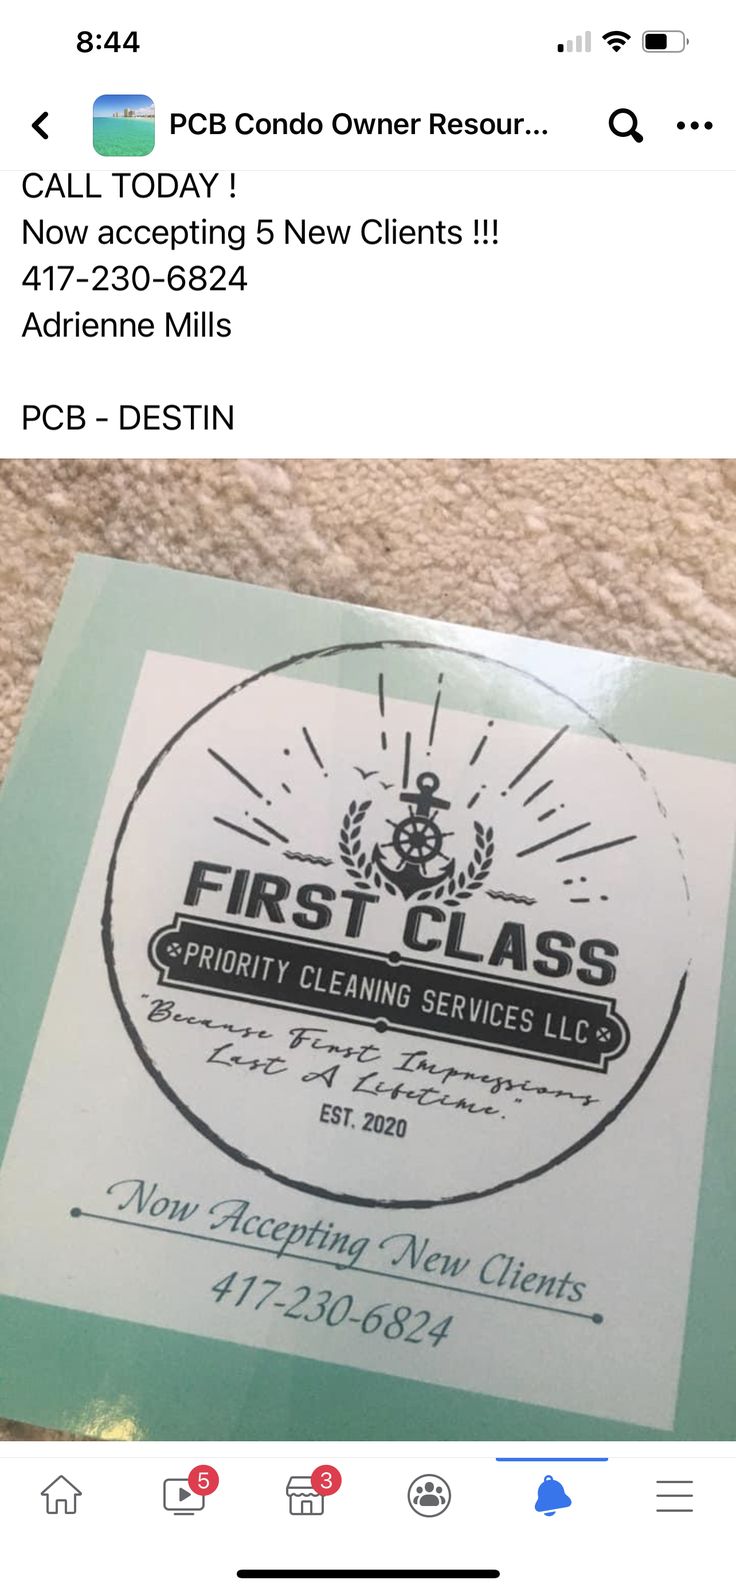 8:44
PCB Condo Owner Resour...
CALL TODAY !
Now accepting 5 New Clients !!!
417-230-6824
Adrienne Mills
PCB - DESTIN
FIRST CLASS
PRIORITY CLEANING SERVICES LLC
"Because First Impressions
Last A Lifetime."
EST. 2020
Now Accepting New Clients
417-230-6824
5
3